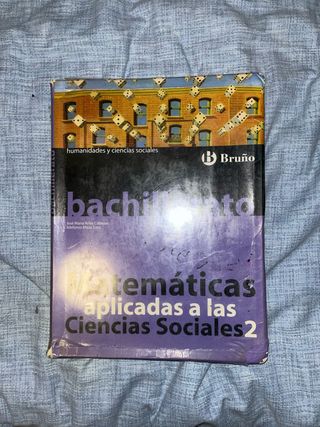 humanidades y ciencias sociales
B Bruño
bachillerato
José María Arias Cabezas
Ildefonso Maza Sáez
Matemáticas
aplicadas a las
Ciencias Sociales 2